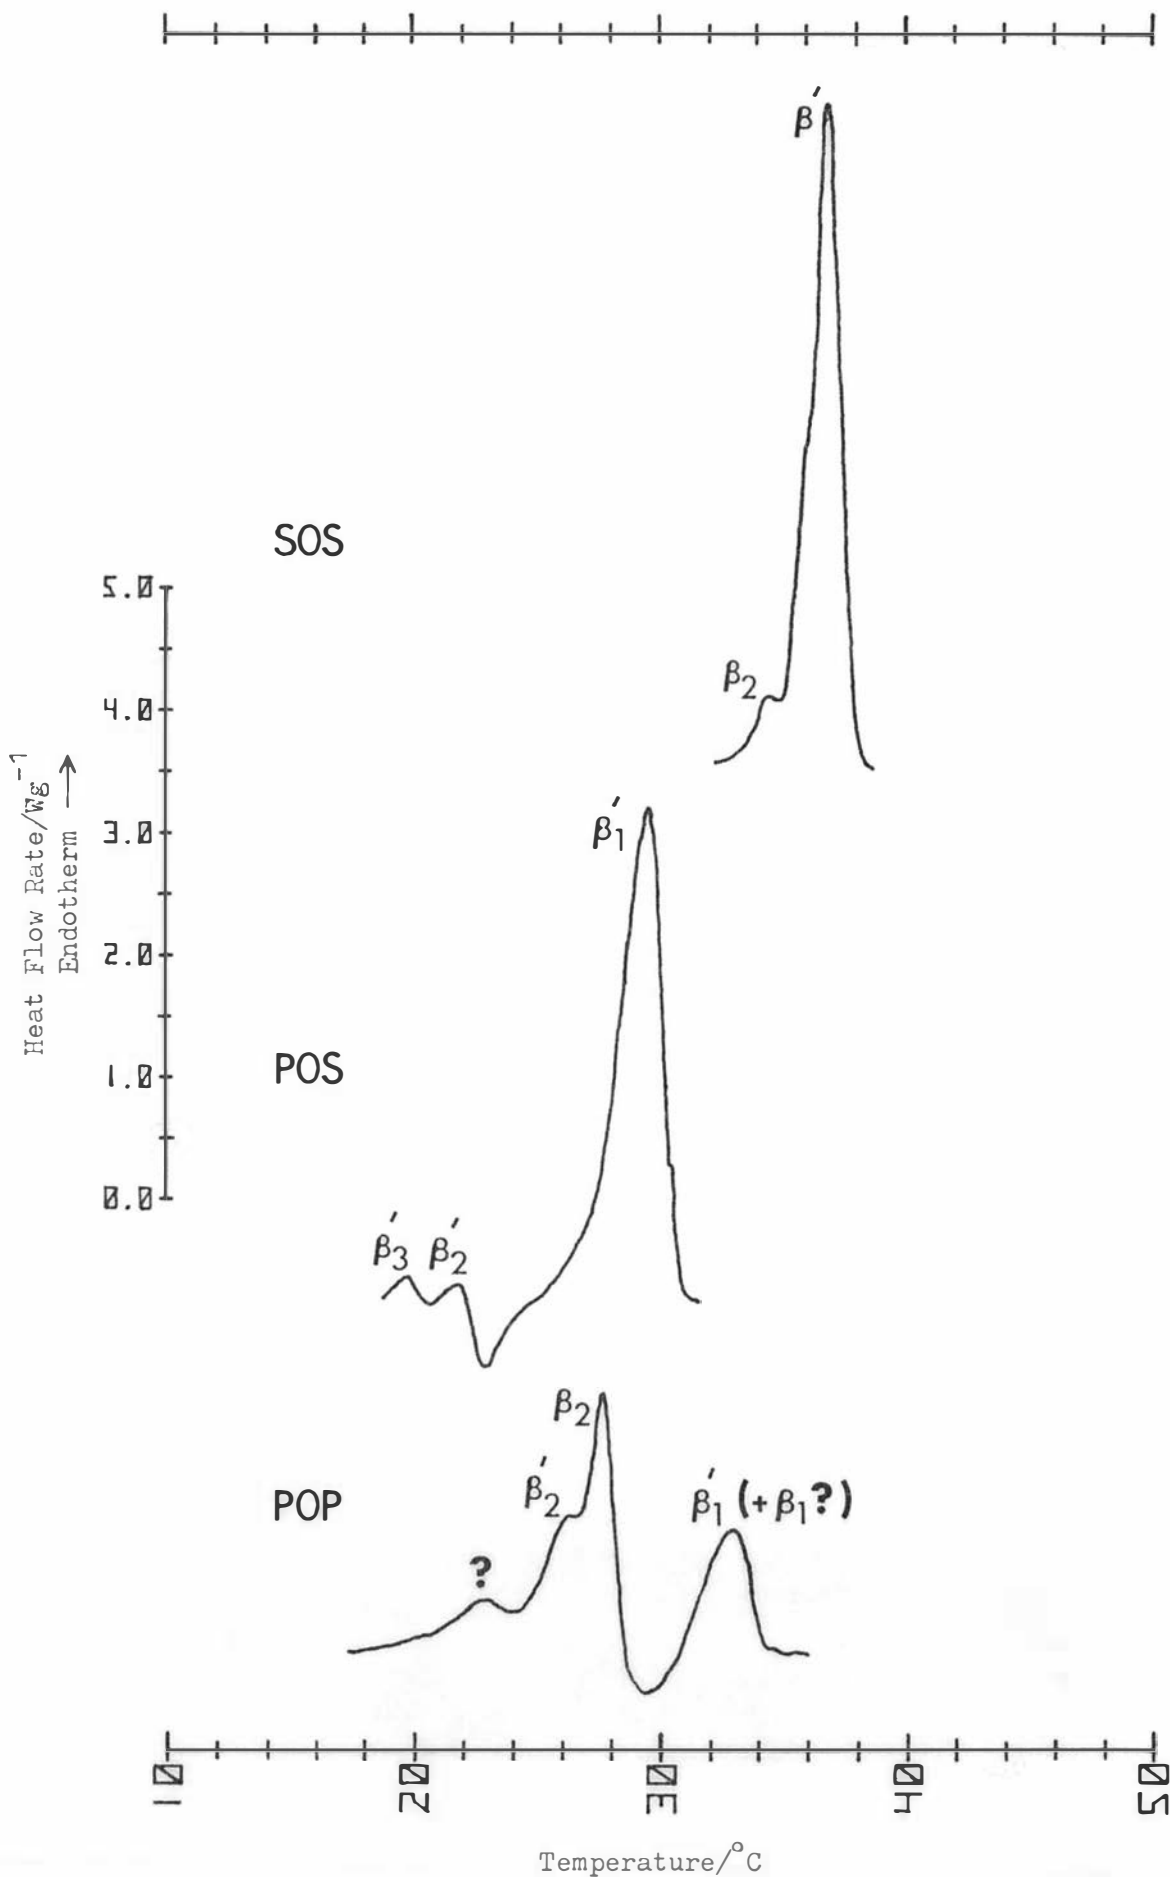 β′
SOS
5.0
β₂
4.0
Heat Flow Rate/Wg⁻¹
Endotherm ⟶
β′₁
3.0
2.0
POS
1.0
0.0
β′₃ β′₂
β₂
β′₂
POP
β′₁ (+ β₁?)
?
10 20 30 40 50
Temperature/°C